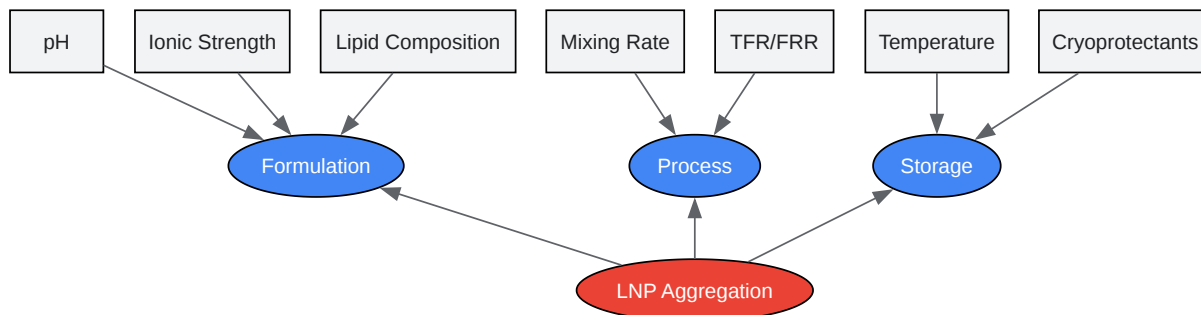 pH
Ionic Strength
Lipid Composition
Mixing Rate
TFR/FRR
Temperature
Cryoprotectants
Formulation
Process
Storage
LNP Aggregation